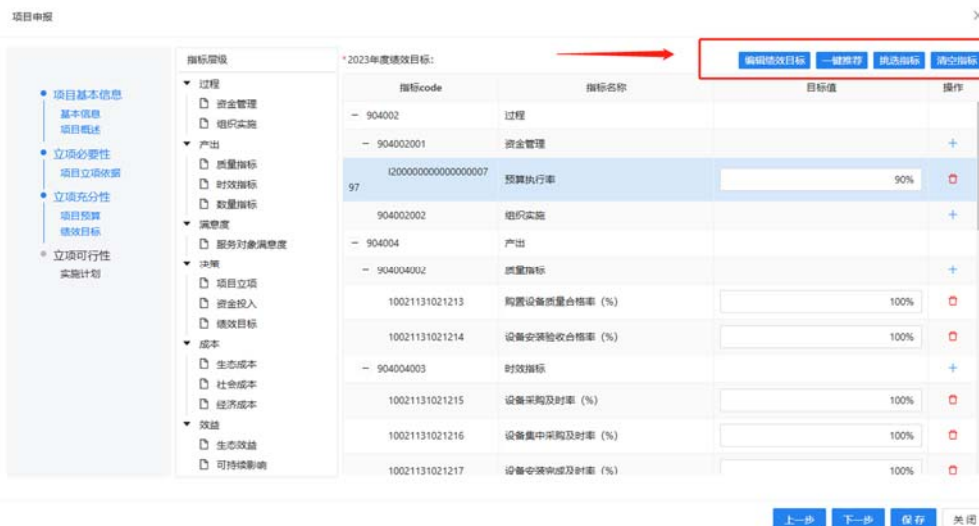 项目申报
项目基本信息
基本信息
项目概述
立项必要性
项目立项依据
立项充分性
项目预算
绩效目标
立项可行性
实施计划
指标层级
过程
资金管理
组织实施
产出
质量指标
时效指标
数量指标
满意度
服务对象满意度
决策
项目立项
资金投入
绩效目标
成本
生态成本
社会成本
经济成本
效益
生态效益
可持续影响
*2023年度绩效目标:
编辑绩效目标 一键推荐 挑选指标 清空指标
指标code 指标名称 目标值 操作
904002 过程
904002001 资金管理
I200000000000000007
97 预算执行率 90%
904002002 组织实施
904004 产出
904004002 质量指标
10021131021213 购置设备质量合格率（%） 100%
10021131021214 设备安装验收合格率（%） 100%
904004003 时效指标
10021131021215 设备采购及时率（%） 100%
10021131021216 设备集中采购及时率（%） 100%
10021131021217 设备安装完成及时率（%） 100%
上一步 下一步 保存 关闭